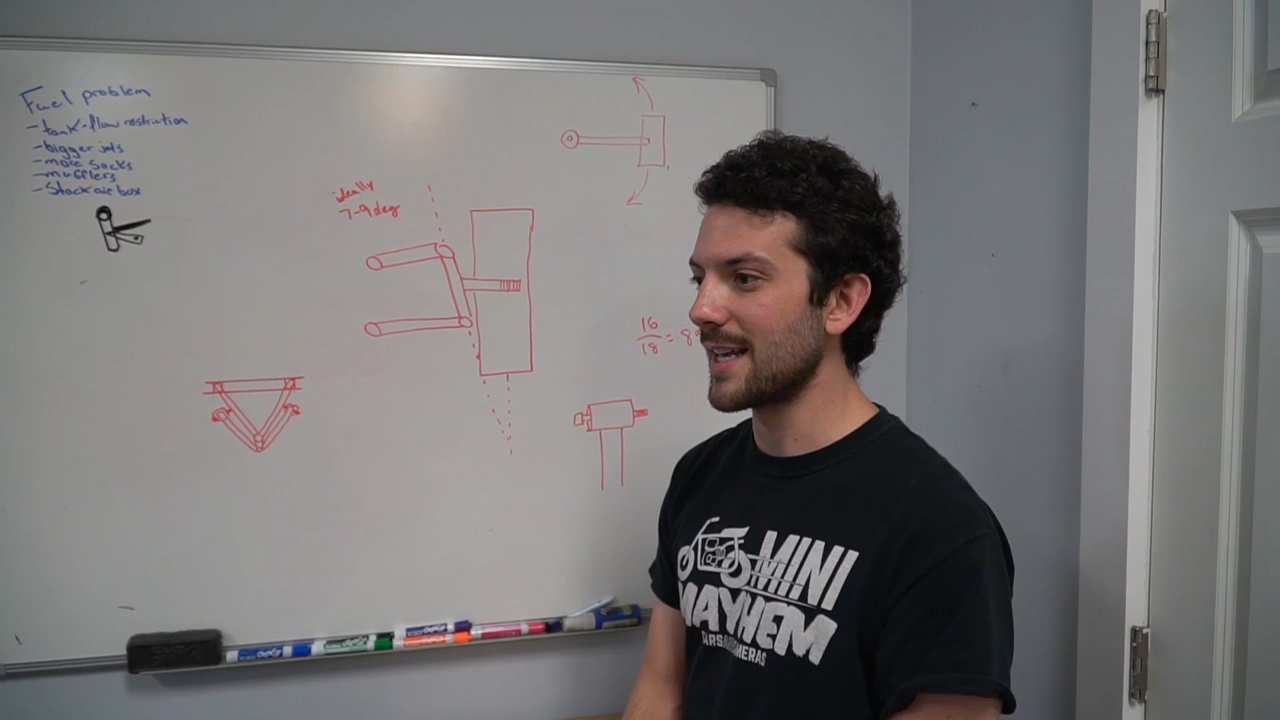 Fuel problem
- tank-flow restriction
- bigger jets
- more socks
- mufflers
- Stock air box
ideally
7-9 deg
16
18
= 8
MINI
MAYHEM